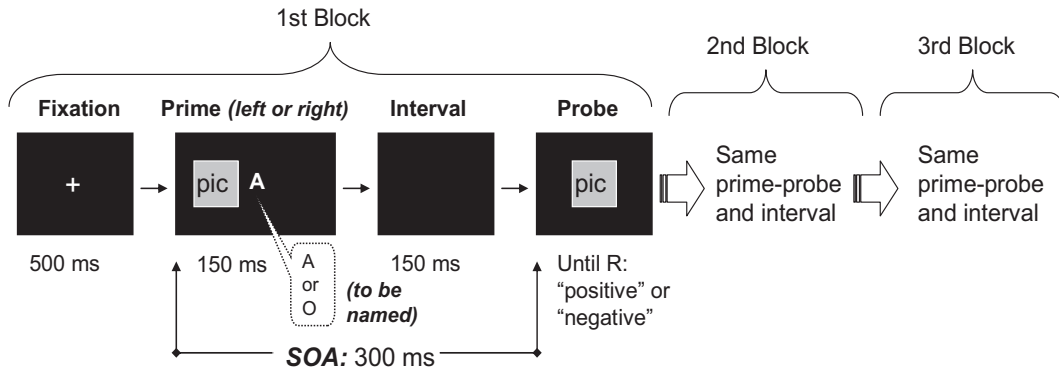 1st Block
2nd Block
3rd Block
Fixation
Prime (left or right)
Interval
Probe
+
pic
A
pic
Same
prime-probe
and interval
Same
prime-probe
and interval
500 ms
150 ms
A
or
O
(to be
named)
150 ms
Until R:
“positive” or
“negative”
SOA: 300 ms